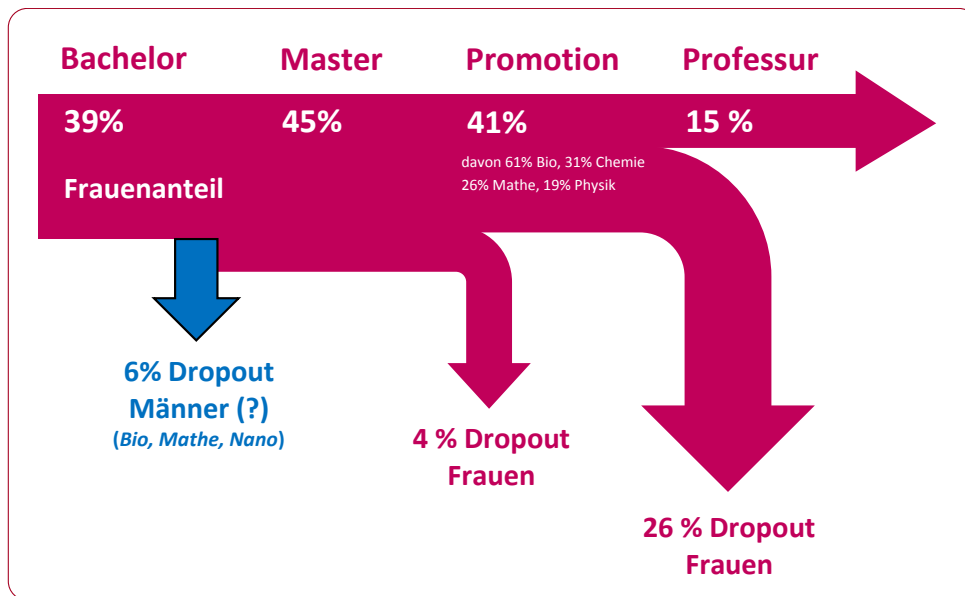 Bachelor
Master
Promotion
Professur
39%
45%
41%
15 %
davon 61% Bio, 31% Chemie
26% Mathe, 19% Physik
Frauenanteil
6% Dropout
Männer (?)
(Bio, Mathe, Nano)
4 % Dropout
Frauen
26 % Dropout
Frauen